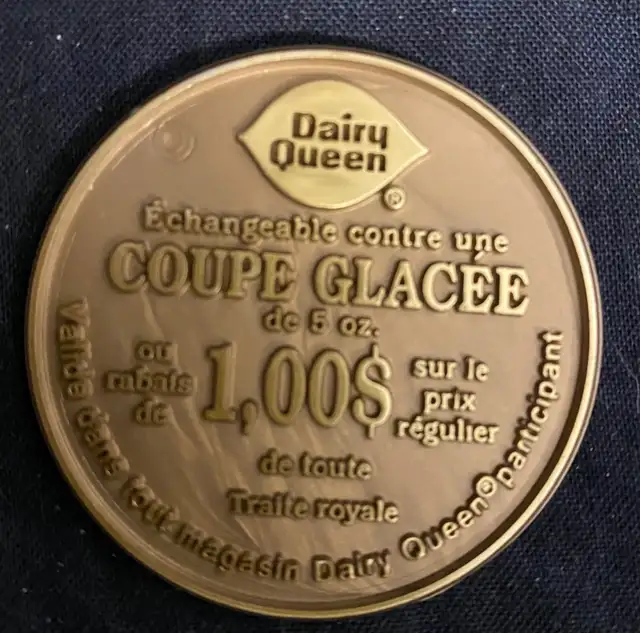 Dairy
Queen
®
Échangeable contre une
COUPE GLACÉE
de 5 oz.
ou
rabais
de
1,00$
sur le
prix
régulier
de toute
Traite royale
Valide dans tout magasin Dairy Queen® participant